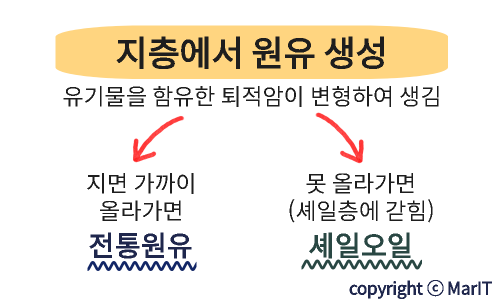 지층에서 원유 생성
유기물을 함유한 퇴적암이 변형하여 생김
지면 가까이
올라가면
전통원유
못 올라가면
(셰일층에 갇힘)
셰일오일
copyright ⓒ MarIT